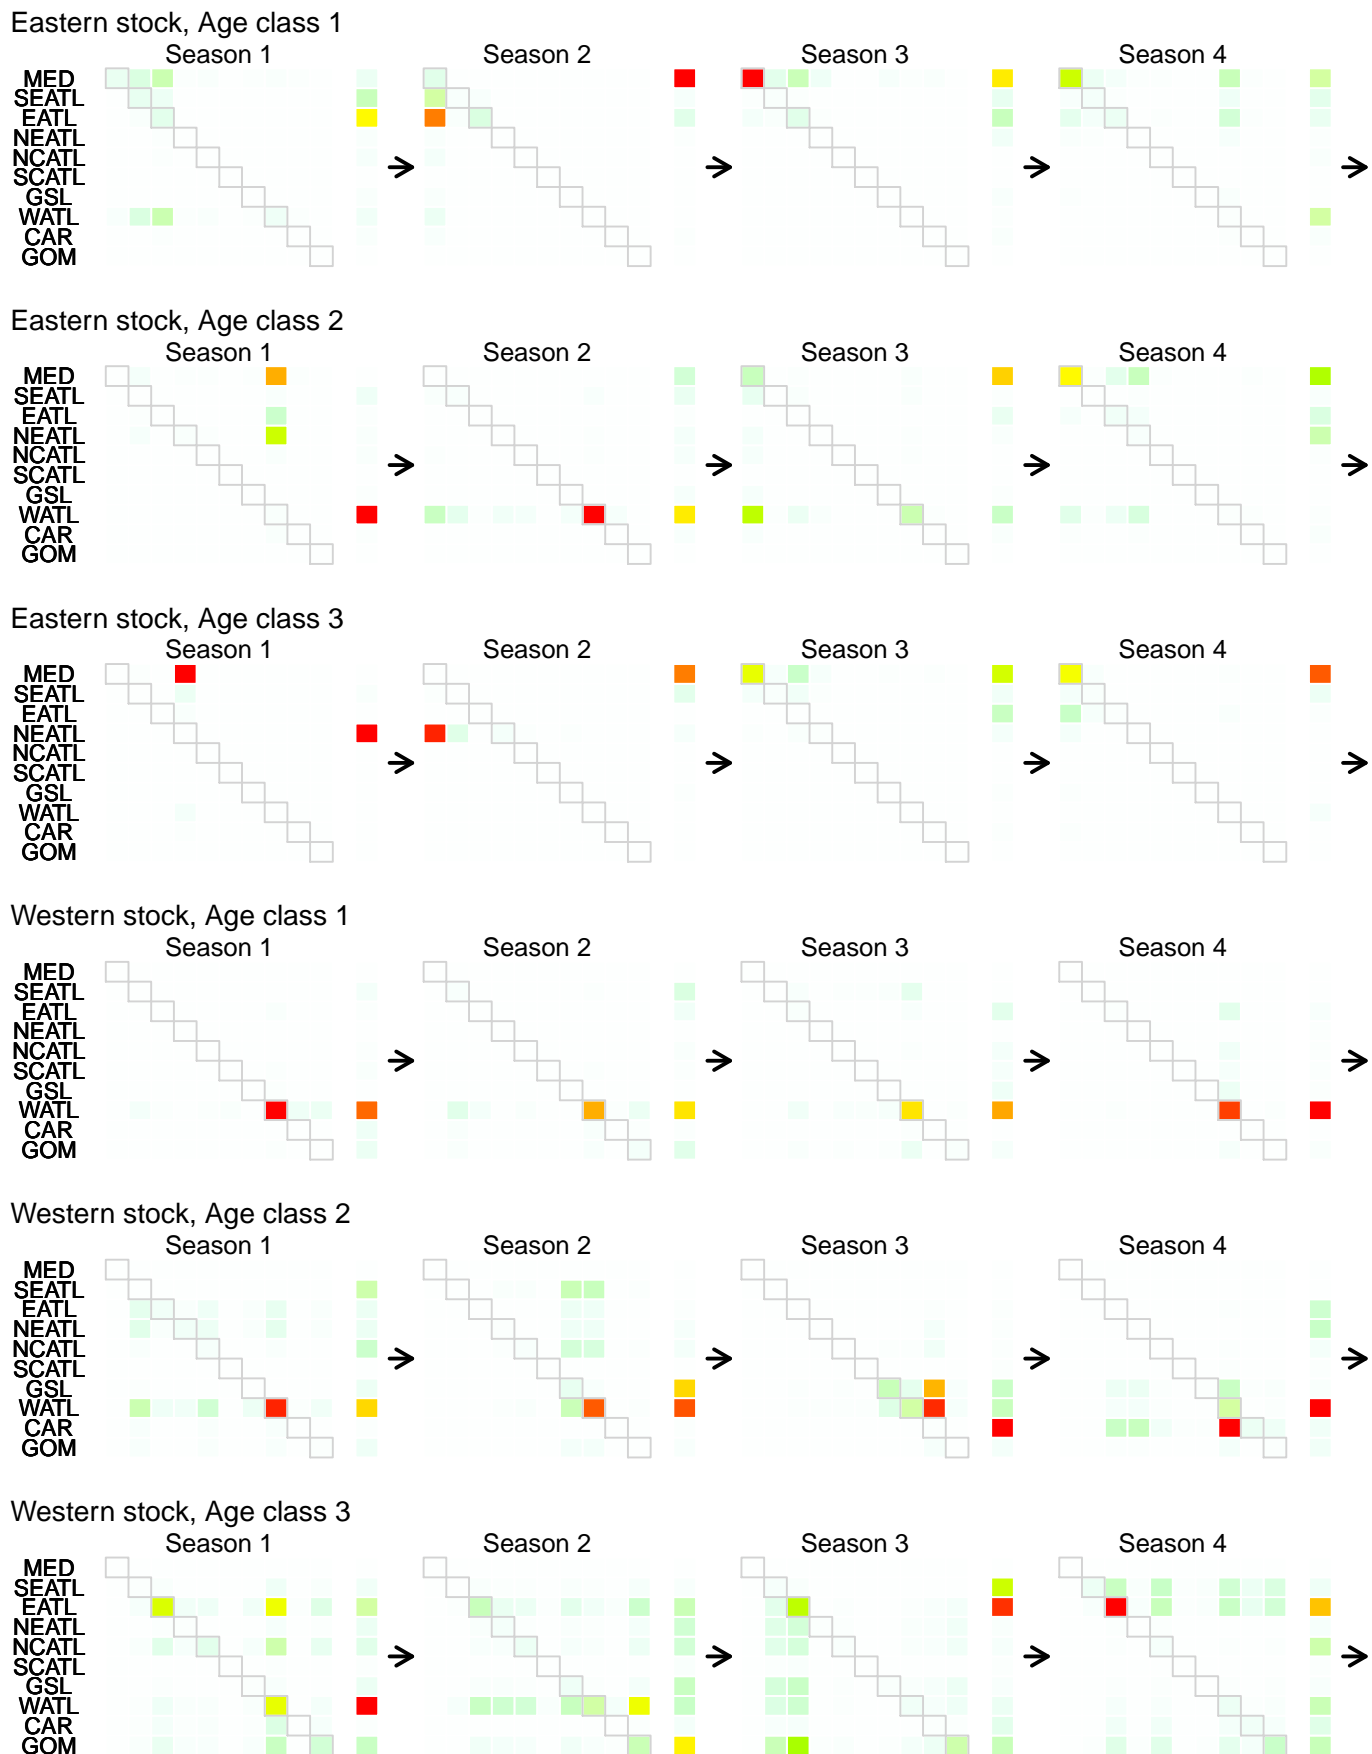 Eastern stock, Age class 1
Season 1 Season 2 Season 3 Season 4
MED
SEATL
EATL
NEATL
NCATL
SCATL
GSL
WATL
CAR
GOM
Eastern stock, Age class 2
Season 1 Season 2 Season 3 Season 4
MED
SEATL
EATL
NEATL
NCATL
SCATL
GSL
WATL
CAR
GOM
Eastern stock, Age class 3
Season 1 Season 2 Season 3 Season 4
MED
SEATL
EATL
NEATL
NCATL
SCATL
GSL
WATL
CAR
GOM
Western stock, Age class 1
Season 1 Season 2 Season 3 Season 4
MED
SEATL
EATL
NEATL
NCATL
SCATL
GSL
WATL
CAR
GOM
Western stock, Age class 2
Season 1 Season 2 Season 3 Season 4
MED
SEATL
EATL
NEATL
NCATL
SCATL
GSL
WATL
CAR
GOM
Western stock, Age class 3
Season 1 Season 2 Season 3 Season 4
MED
SEATL
EATL
NEATL
NCATL
SCATL
GSL
WATL
CAR
GOM